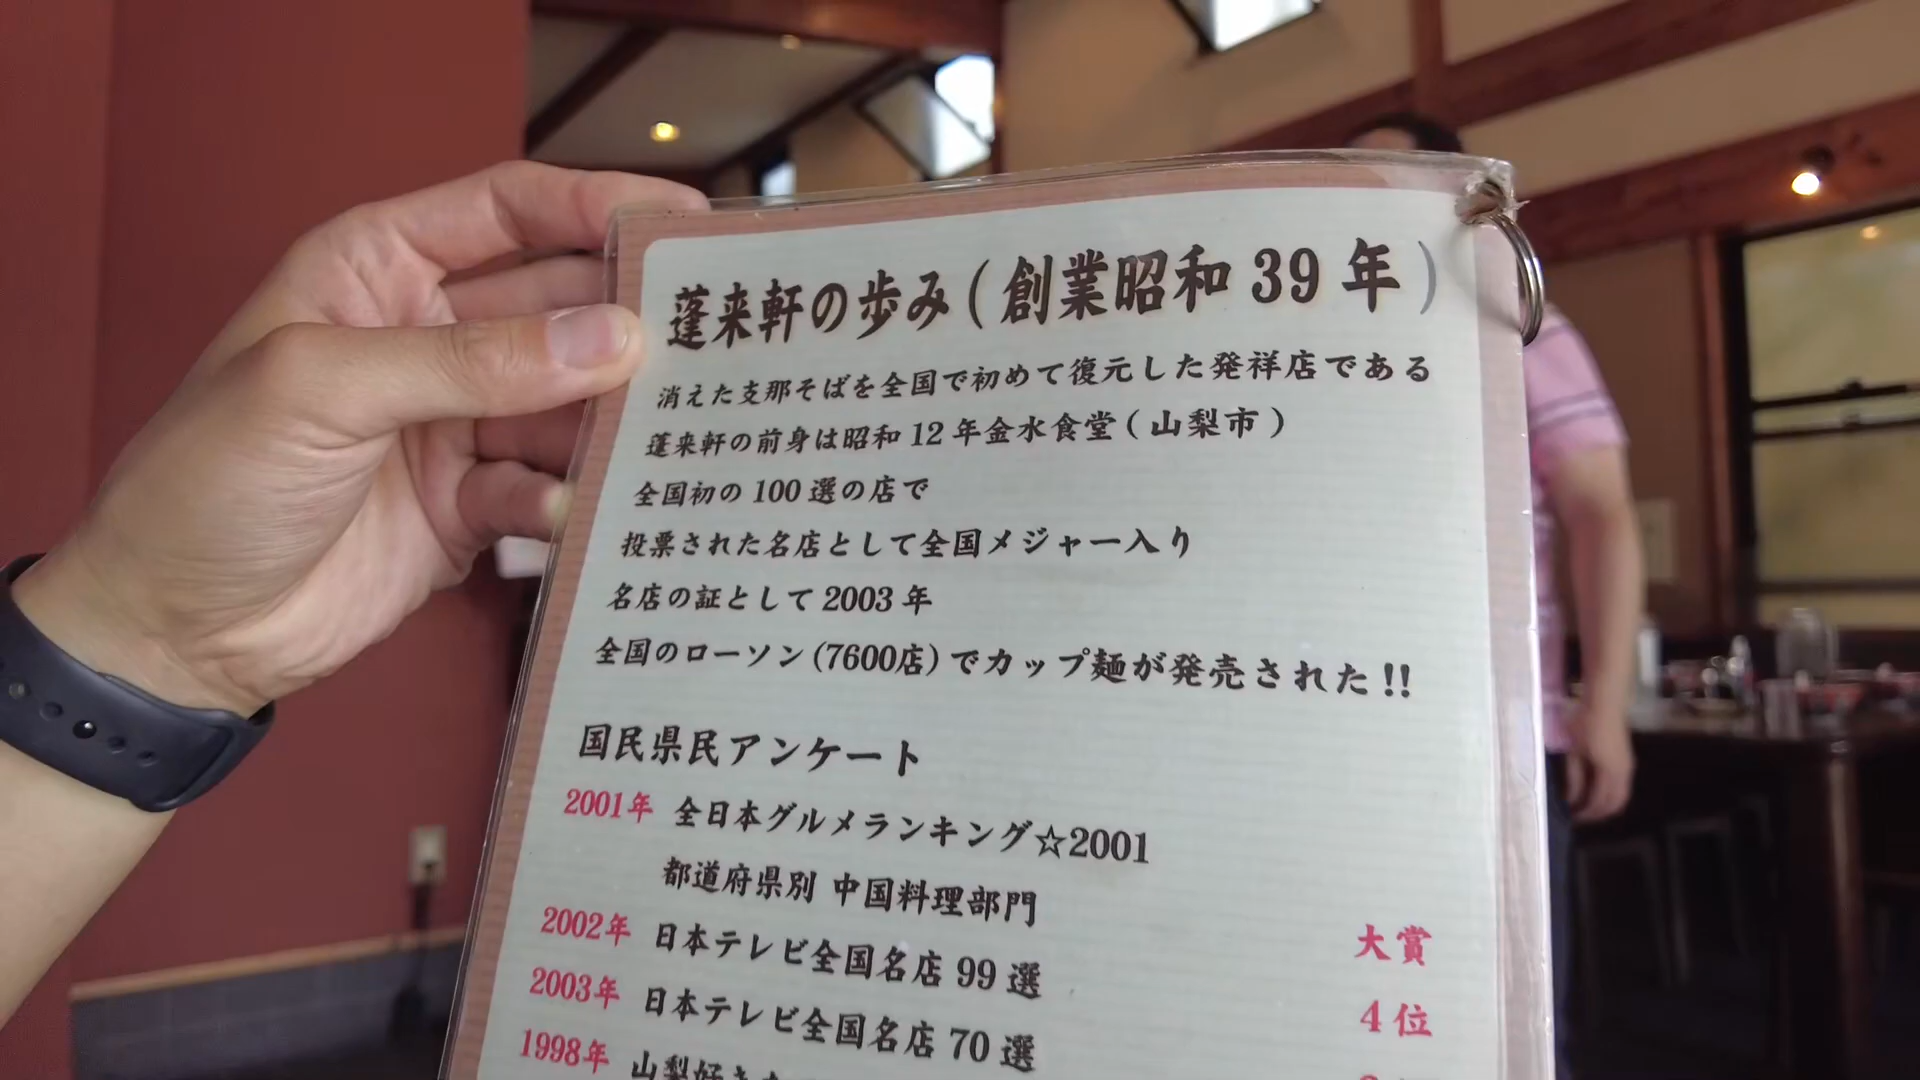 蓬来軒の歩み(創業昭和39年)
消えた支那そばを全国で初めて復元した発祥店である
蓬来軒の前身は昭和12年金水食堂(山梨市)
全国初の100選の店で
投票された名店として全国メジャー入り
名店の証として2003年
全国のローソン(7600店)でカップ麺が発売された!!
国民県民アンケート
2001年 全日本グルメランキング☆2001
都道府県別 中国料理部門 大賞
2002年 日本テレビ全国名店99選 4位
2003年 日本テレビ全国名店70選
1998年 山梨好き